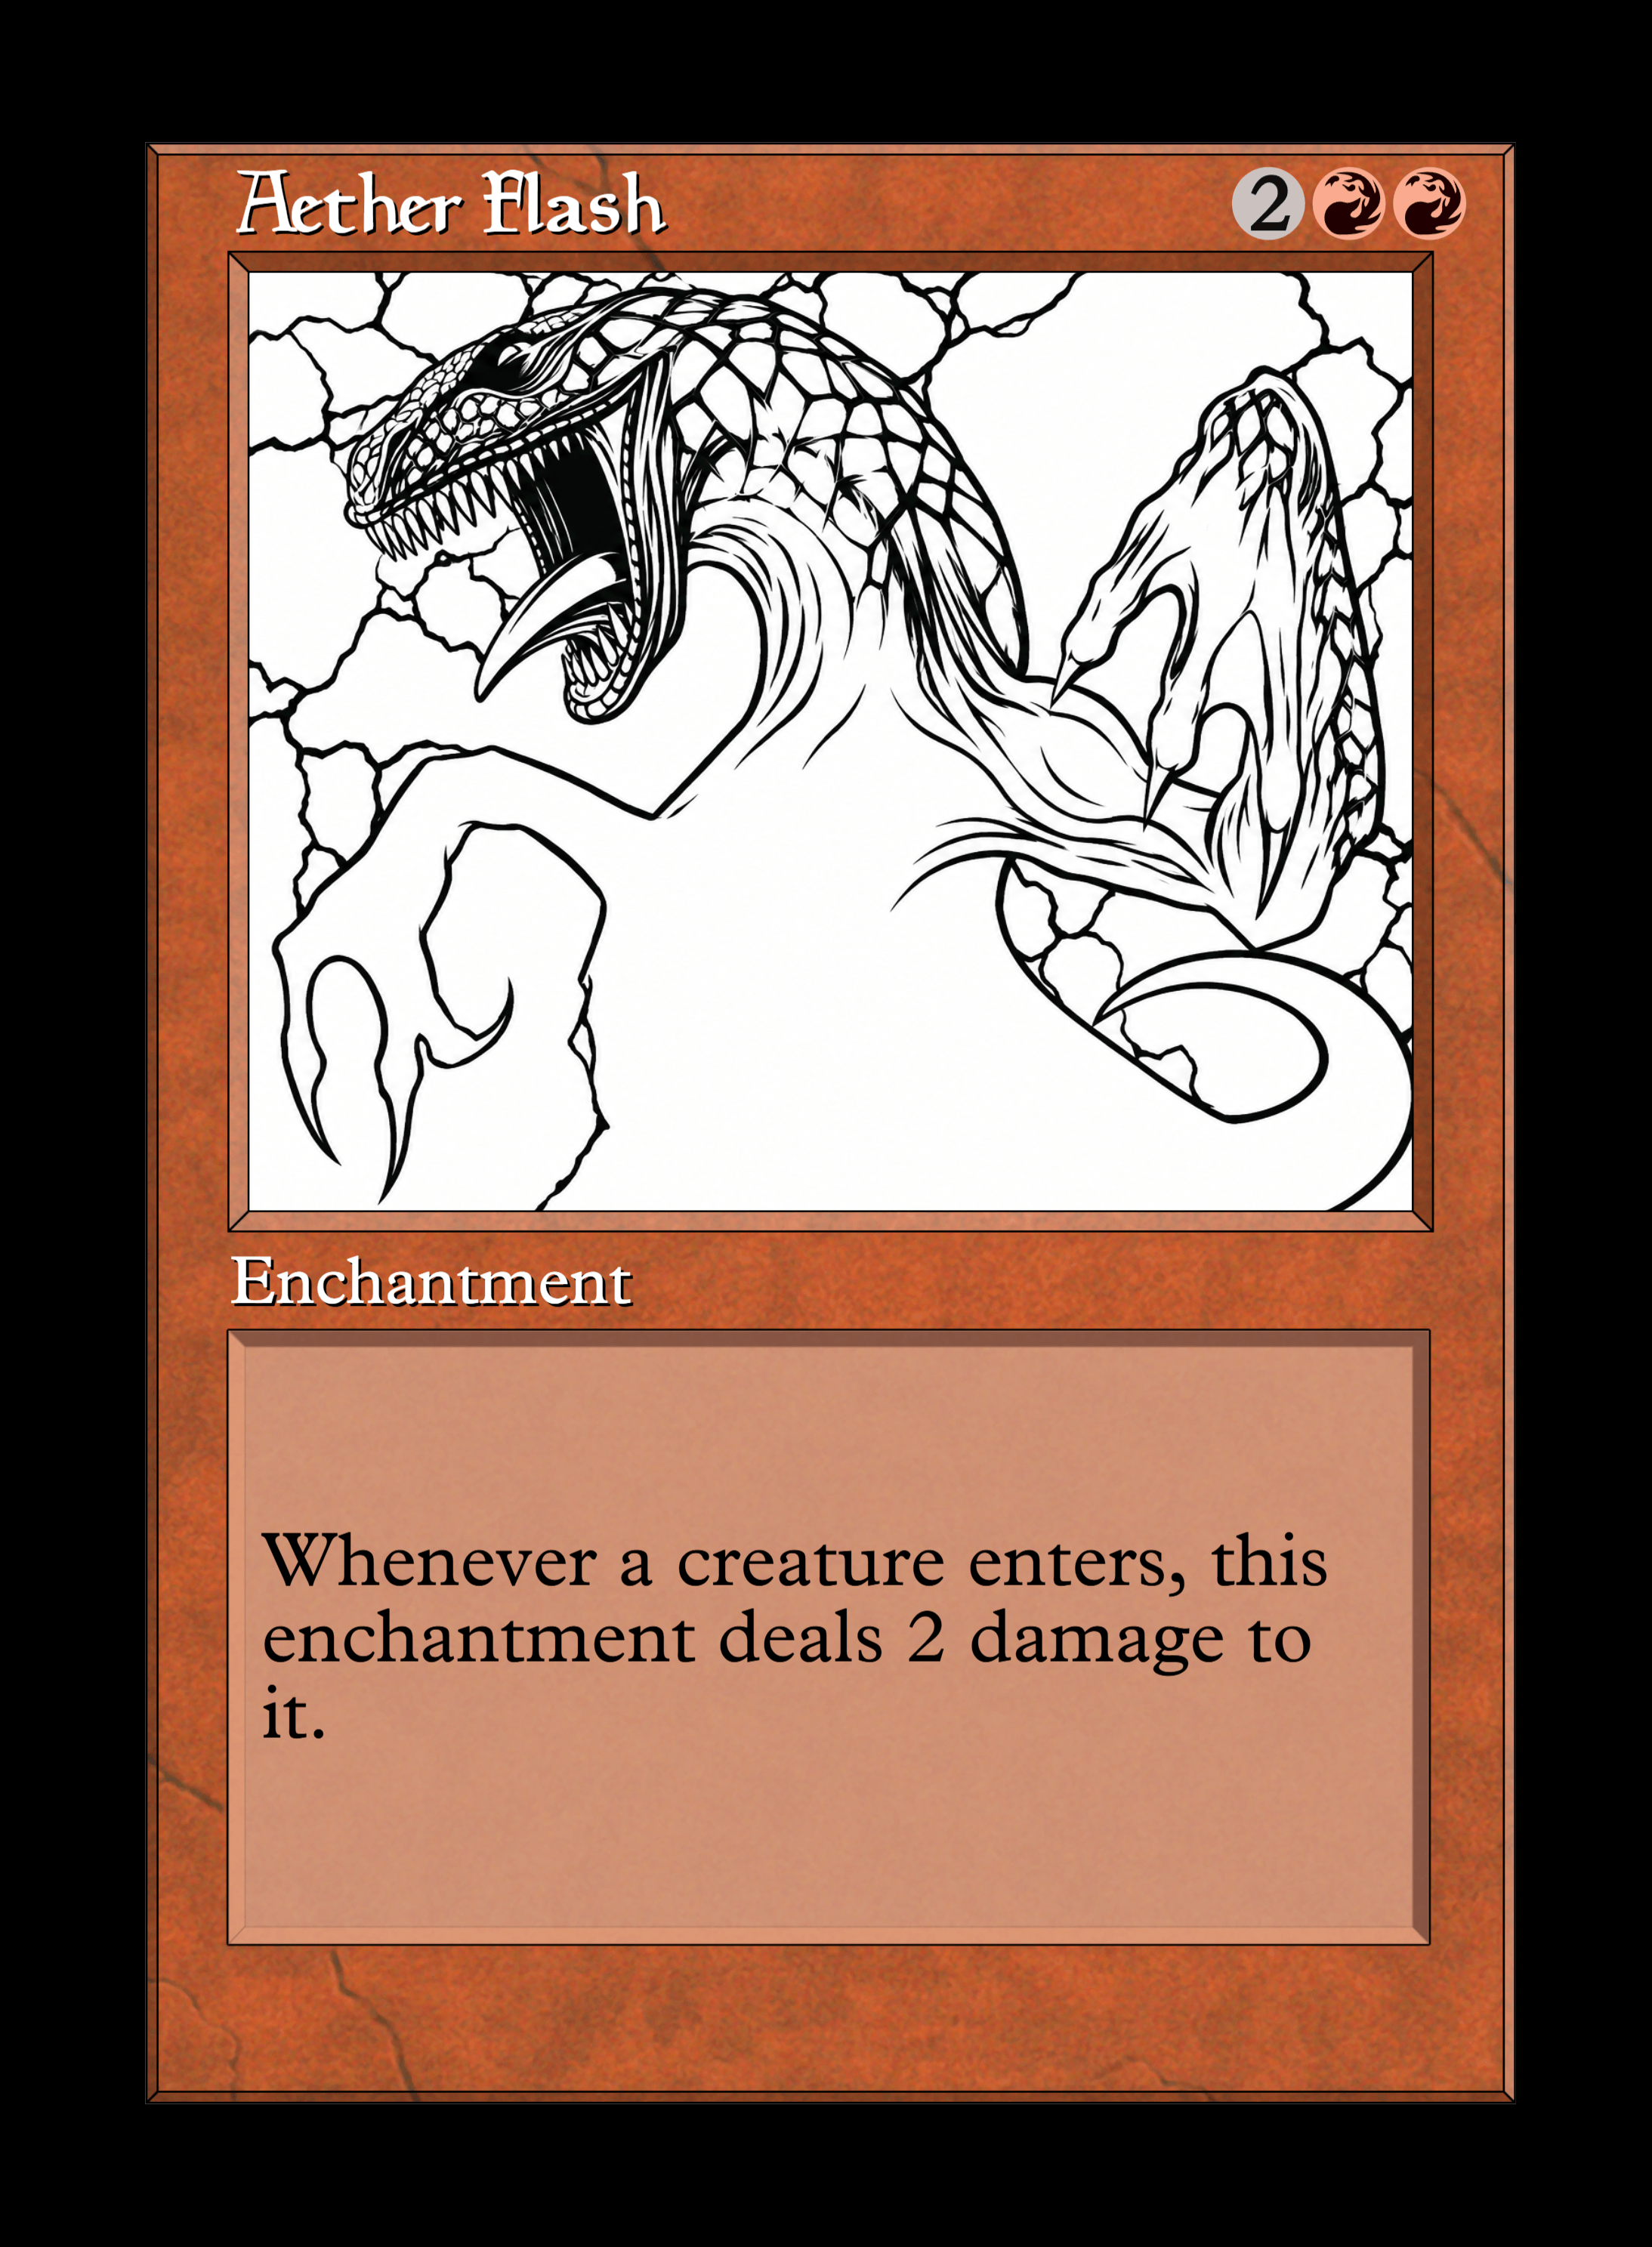 Aether Flash
2
Enchantment
Whenever a creature enters, this
enchantment deals 2 damage to
it.